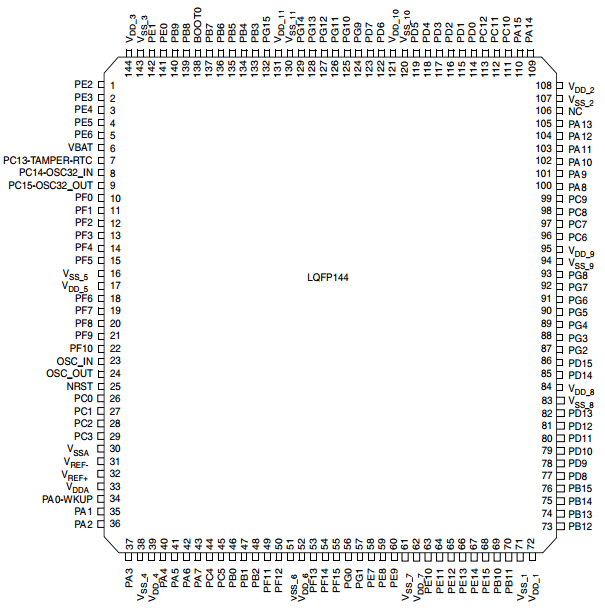 VDD_3 VSS_3 PE1 PE0 PB9 PB8 BOOT0 PB7 PB6 PB5 PB4 PB3 PG15 VDD_11 VSS_11 PG14 PG13 PG12 PG11 PG10 PG9 PD7 PD6 VDD_10 VSS_10 PD5 PD4 PD3 PD2 PD1 PD0 PC12 PC11 PC10 PA15 PA14
144 143 142 141 140 139 138 137 136 135 134 133 132 131 130 129 128 127 126 125 124 123 122 121 120 119 118 117 116 115 114 113 112 111 110 109
PE2 1
PE3 2
PE4 3
PE5 4
PE6 5
VBAT 6
PC13-TAMPER-RTC 7
PC14-OSC32_IN 8
PC15-OSC32_OUT 9
PF0 10
PF1 11
PF2 12
PF3 13
PF4 14
PF5 15
VSS_5 16
VDD_5 17
PF6 18
PF7 19
PF8 20
PF9 21
PF10 22
OSC_IN 23
OSC_OUT 24
NRST 25
PC0 26
PC1 27
PC2 28
PC3 29
VSSA 30
VREF- 31
VREF+ 32
VDDA 33
PA0-WKUP 34
PA1 35
PA2 36
LQFP144
108 VDD_2
107 VSS_2
106 NC
105 PA13
104 PA12
103 PA11
102 PA10
101 PA9
100 PA8
99 PC9
98 PC8
97 PC7
96 PC6
95 VDD_9
94 VSS_9
93 PG8
92 PG7
91 PG6
90 PG5
89 PG4
88 PG3
87 PG2
86 PD15
85 PD14
84 VDD_8
83 VSS_8
82 PD13
81 PD12
80 PD11
79 PD10
78 PD9
77 PD8
76 PB15
75 PB14
74 PB13
73 PB12
37 38 39 40 41 42 43 44 45 46 47 48 49 50 51 52 53 54 55 56 57 58 59 60 61 62 63 64 65 66 67 68 69 70 71 72
PA3 VSS_4 VDD_4 PA4 PA5 PA6 PA7 PC4 PC5 PB0 PB1 PB2 PF11 PF12 VSS_6 VDD_6 PF13 PF14 PF15 PG0 PG1 PE7 PE8 PE9 VSS_7 VDD_7 PE10 PE11 PE12 PE13 PE14 PE15 PB10 PB11 VSS_1 VDD_1